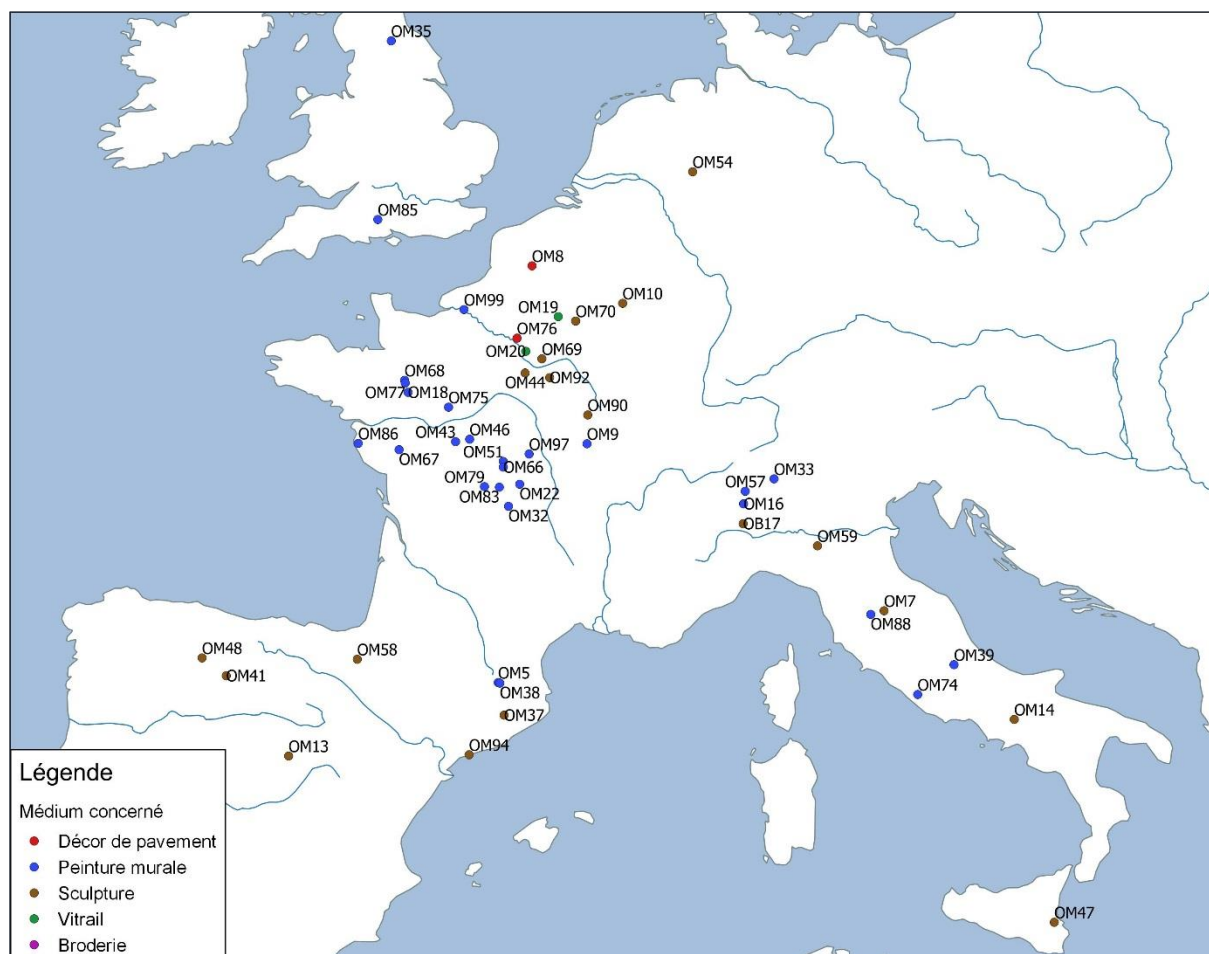 OM35
OM54
OM85
OM8
OM99
OM19
OM70
OM10
OM76
OM20
OM69
OM44
OM92
OM68
OM77
OM18
OM75
OM90
OM86
OM43
OM46
OM9
OM67
OM51
OM97
OM66
OM79
OM83
OM22
OM32
OM33
OM57
OM16
OB17
OM59
OM7
OM88
OM48
OM58
OM41
OM5
OM38
OM39
OM74
OM37
OM14
OM13
OM94
OM47
Légende
Médium concerné
Décor de pavement
Peinture murale
Sculpture
Vitrail
Broderie